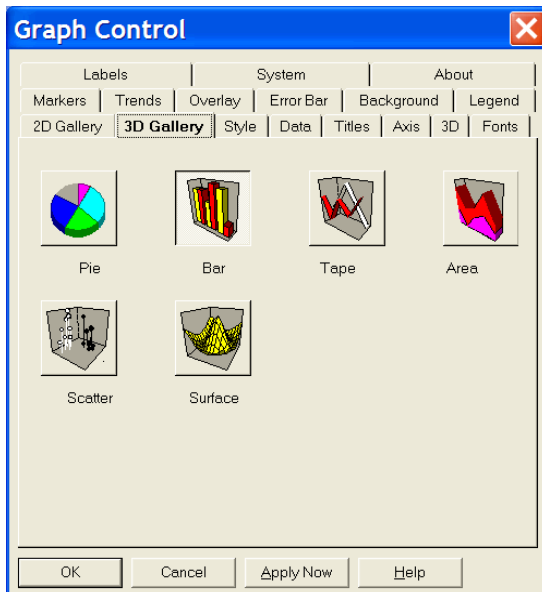 Graph Control
Labels System About
Markers Trends Overlay Error Bar Background Legend
2D Gallery 3D Gallery Style Data Titles Axis 3D Fonts
Pie Bar Tape Area
Scatter Surface
OK Cancel Apply Now Help